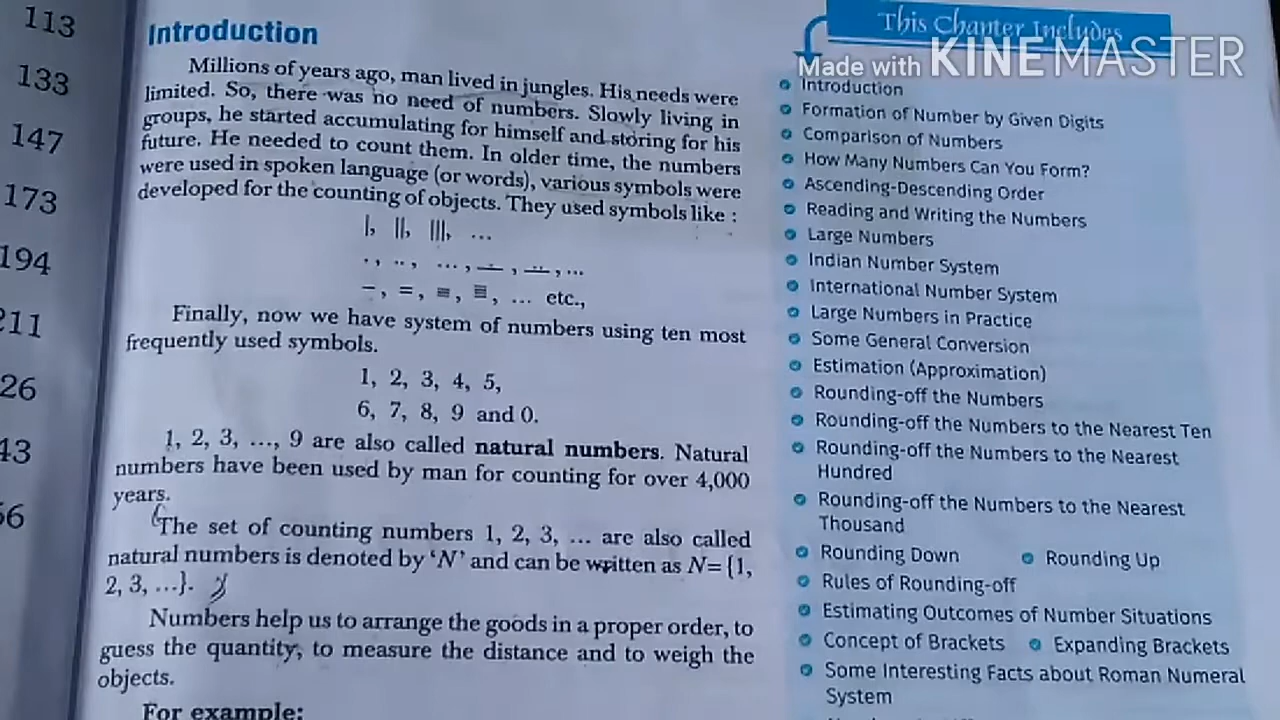 113
133
147
173
194
211
26
43
56
Introduction
Millions of years ago, man lived in jungles. His needs were
limited. So, there was no need of numbers. Slowly living in
groups, he started accumulating for himself and storing for his
future. He needed to count them. In older time, the numbers
were used in spoken language (or words), various symbols were
developed for the counting of objects. They used symbols like :
|, ||, |||, ...
etc.,
Finally, now we have system of numbers using ten most
frequently used symbols.
1, 2, 3, 4, 5,
6, 7, 8, 9 and 0.
1, 2, 3, ..., 9 are also called natural numbers. Natural
numbers have been used by man for counting for over 4,000
years.
The set of counting numbers 1, 2, 3, ... are also called
natural numbers is denoted by 'N' and can be written as N={1,
2, 3, ...}.
Numbers help us to arrange the goods in a proper order, to
guess the quantity, to measure the distance and to weigh the
objects.
For example:
This Chapter Includes
Made with KINEMASTER
Introduction
Formation of Number by Given Digits
Comparison of Numbers
How Many Numbers Can You Form?
Ascending-Descending Order
Reading and Writing the Numbers
Large Numbers
Indian Number System
International Number System
Large Numbers in Practice
Some General Conversion
Estimation (Approximation)
Rounding-off the Numbers
Rounding-off the Numbers to the Nearest Ten
Rounding-off the Numbers to the Nearest
Hundred
Rounding-off the Numbers to the Nearest
Thousand
Rounding Down Rounding Up
Rules of Rounding-off
Estimating Outcomes of Number Situations
Concept of Brackets Expanding Brackets
Some Interesting Facts about Roman Numeral
System